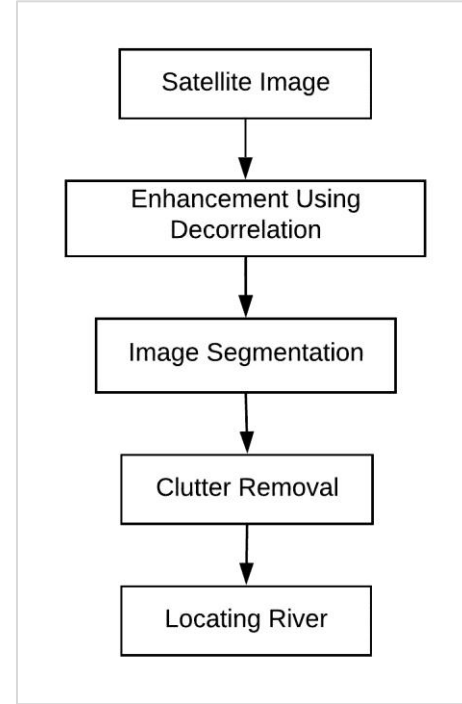 Satellite Image
Enhancement Using
Decorrelation
Image Segmentation
Clutter Removal
Locating River